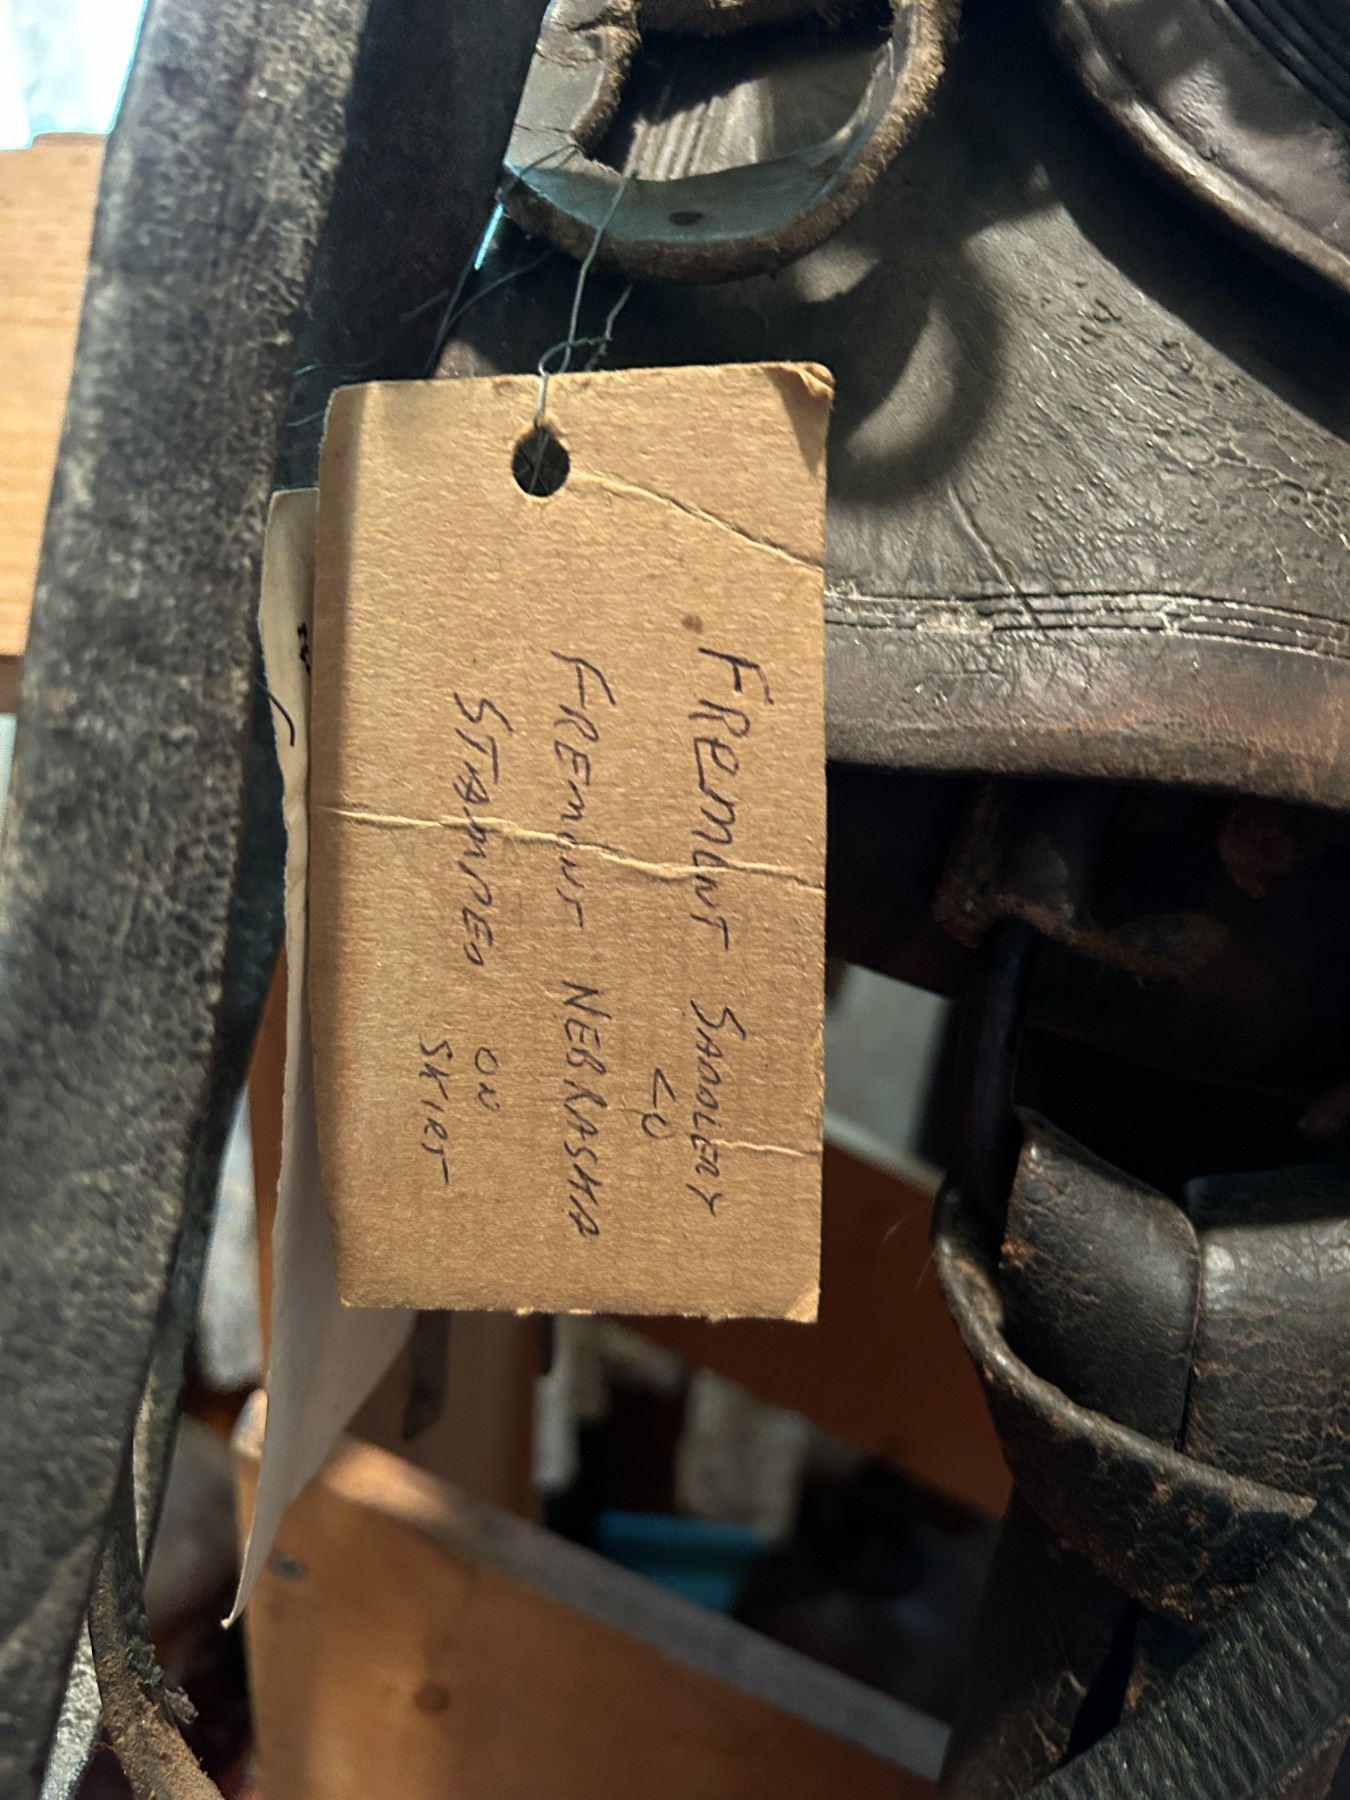 FREMONT SADDLERY
CO
FREMONT NEBRASKA
STAMPED ON
SKIRT